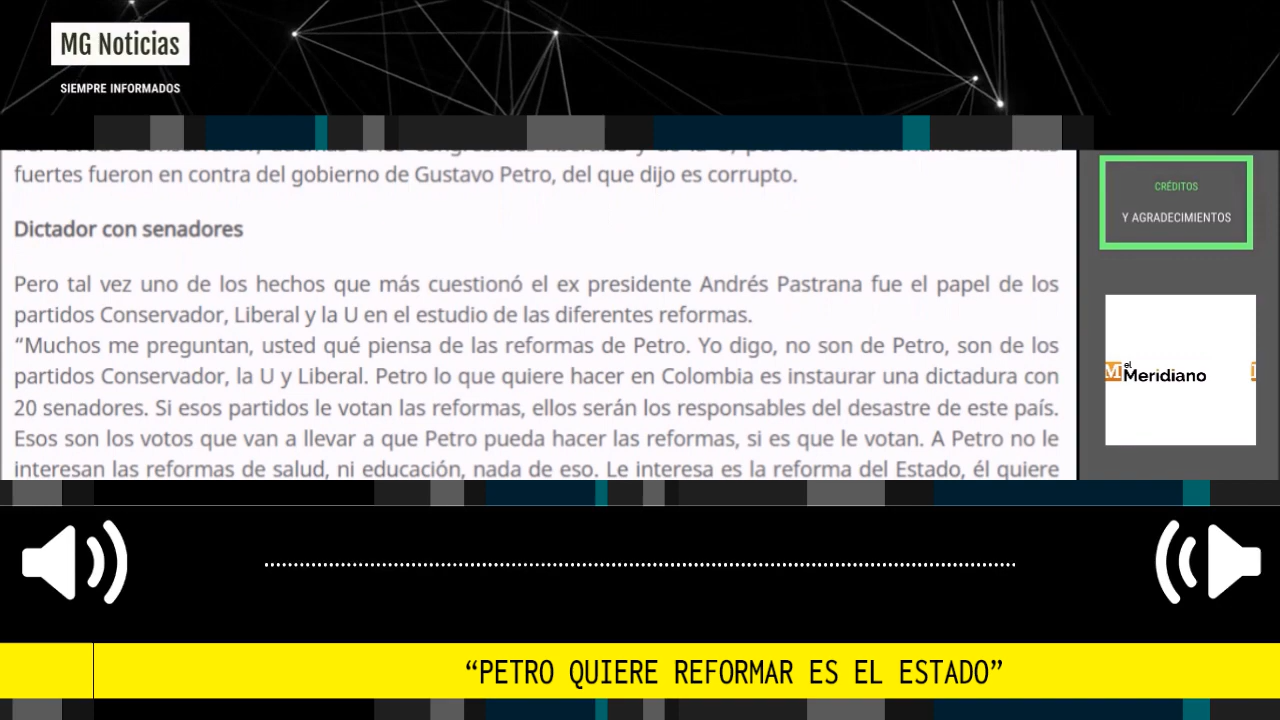 MG Noticias
SIEMPRE INFORMADOS
fuertes fueron en contra del gobierno de Gustavo Petro, del que dijo es corrupto.
Dictador con senadores
Pero tal vez uno de los hechos que más cuestionó el ex presidente Andrés Pastrana fue el papel de los
partidos Conservador, Liberal y la U en el estudio de las diferentes reformas.
“Muchos me preguntan, usted qué piensa de las reformas de Petro. Yo digo, no son de Petro, son de los
partidos Conservador, la U y Liberal. Petro lo que quiere hacer en Colombia es instaurar una dictadura con
20 senadores. Si esos partidos le votan las reformas, ellos serán los responsables del desastre de este país.
Esos son los votos que van a llevar a que Petro pueda hacer las reformas, si es que le votan. A Petro no le
interesan las reformas de salud, ni educación, nada de eso. Le interesa es la reforma del Estado, él quiere
CRÉDITOS
Y AGRADECIMIENTOS
M el
Meridiano
“PETRO QUIERE REFORMAR ES EL ESTADO”